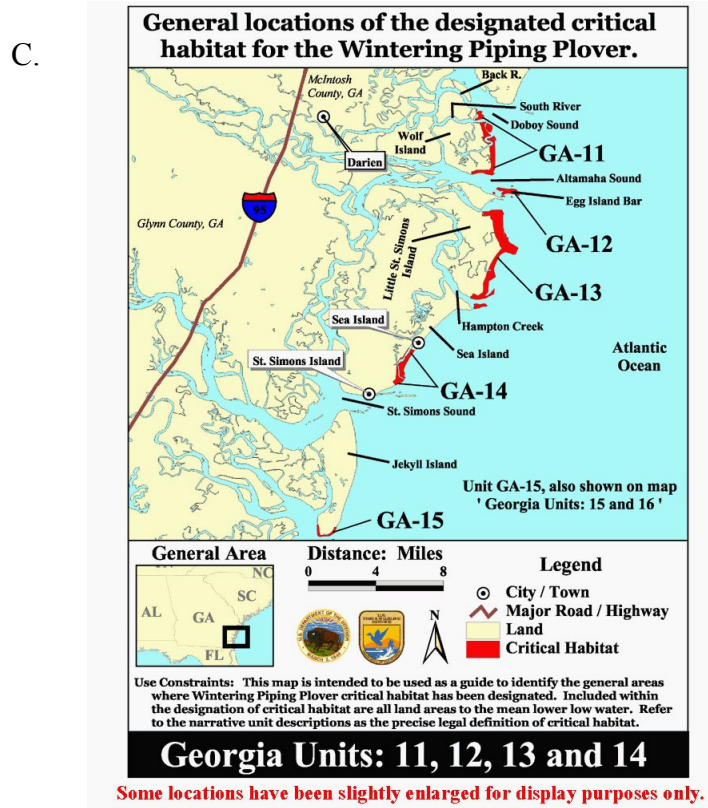 C.
General locations of the designated critical
habitat for the Wintering Piping Plover.
McIntosh
County, GA
Back R.
South River
Doboy Sound
Wolf
Island
GA-11
Darien
Altamaha Sound
Egg Island Bar
95
Glynn County, GA
GA-12
Little St. Simons
Island
GA-13
Hampton Creek
Sea Island
Sea Island
Atlantic
Ocean
St. Simons Island
GA-14
St. Simons Sound
Jekyll Island
Unit GA-15, also shown on map
' Georgia Units: 15 and 16 '
GA-15
General Area
NC
SC
AL
GA
FL
Distance: Miles
0 4 8
N
Legend
City / Town
Major Road / Highway
Land
Critical Habitat
Use Constraints: This map is intended to be used as a guide to identify the general areas
where Wintering Piping Plover critical habitat has been designated. Included within
the designation of critical habitat are all land areas to the mean lower low water. Refer
to the narrative unit descriptions as the precise legal definition of critical habitat.
Georgia Units: 11, 12, 13 and 14
Some locations have been slightly enlarged for display purposes only.